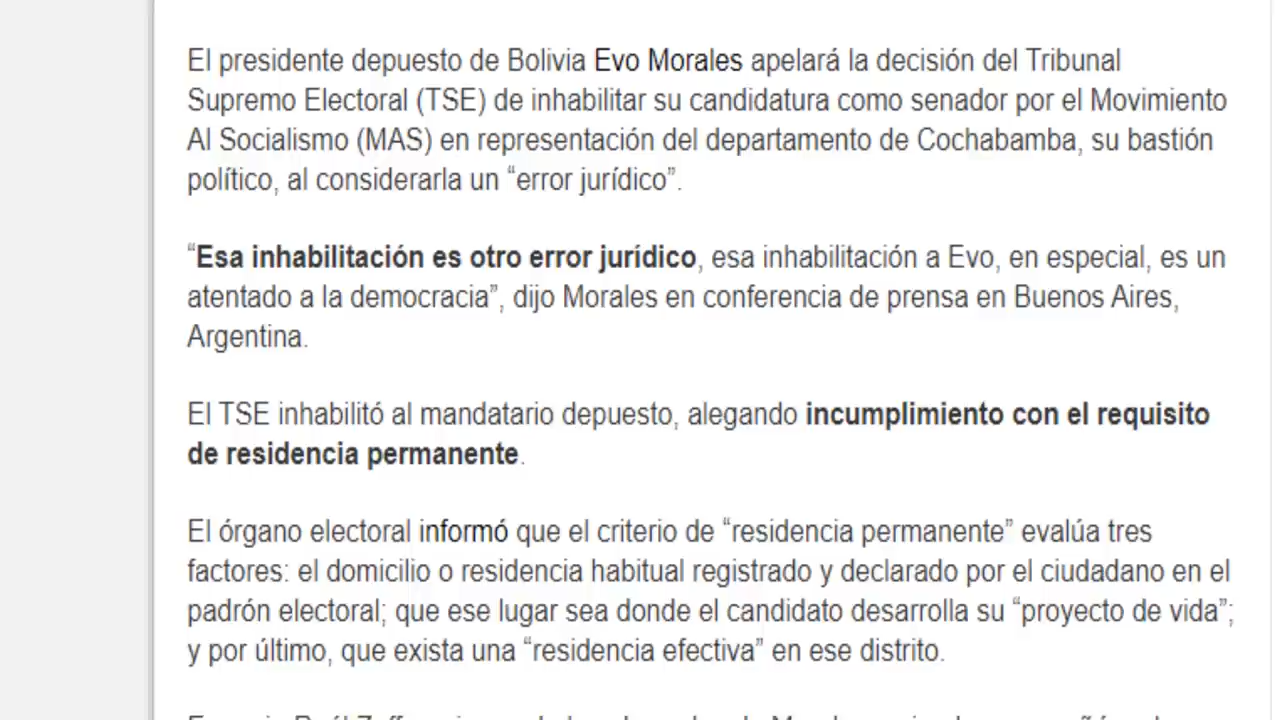 El presidente depuesto de Bolivia Evo Morales apelará la decisión del Tribunal
Supremo Electoral (TSE) de inhabilitar su candidatura como senador por el Movimiento
Al Socialismo (MAS) en representación del departamento de Cochabamba, su bastión
político, al considerarla un “error jurídico”.
“Esa inhabilitación es otro error jurídico, esa inhabilitación a Evo, en especial, es un
atentado a la democracia”, dijo Morales en conferencia de prensa en Buenos Aires,
Argentina.
El TSE inhabilitó al mandatario depuesto, alegando incumplimiento con el requisito
de residencia permanente.
El órgano electoral informó que el criterio de “residencia permanente” evalúa tres
factores: el domicilio o residencia habitual registrado y declarado por el ciudadano en el
padrón electoral; que ese lugar sea donde el candidato desarrolla su “proyecto de vida”;
y por último, que exista una “residencia efectiva” en ese distrito.